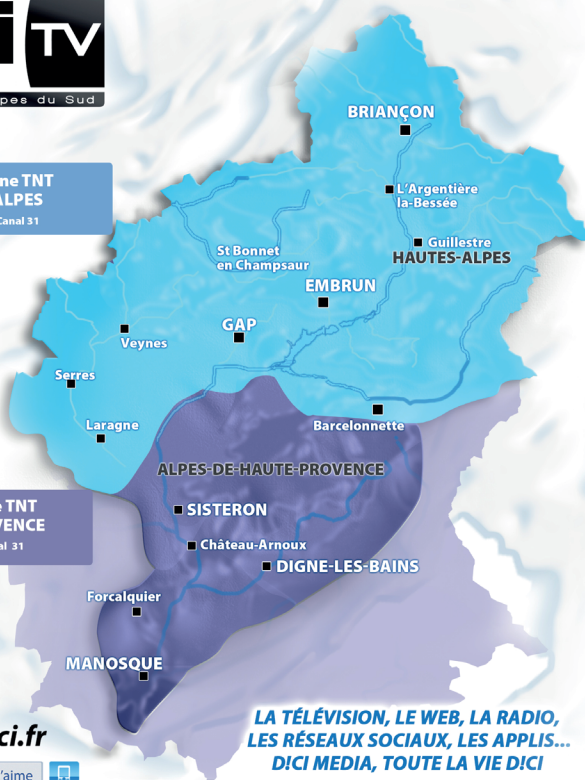 i TV
pes du Sud
BRIANÇON
ne TNT
ALPES
Canal 31
L'Argentière
la-Bessée
Guillestre
HAUTES-ALPES
St Bonnet
en Champsaur
EMBRUN
GAP
Veynes
Serres
Laragne
Barcelonnette
ALPES-DE-HAUTE-PROVENCE
e TNT
VENCE
al 31
SISTERON
Château-Arnoux
DIGNE-LES-BAINS
Forcalquier
MANOSQUE
LA TÉLÉVISION, LE WEB, LA RADIO,
LES RÉSEAUX SOCIAUX, LES APPLIS...
D!CI MEDIA, TOUTE LA VIE D!CI
ci.fr
'aime